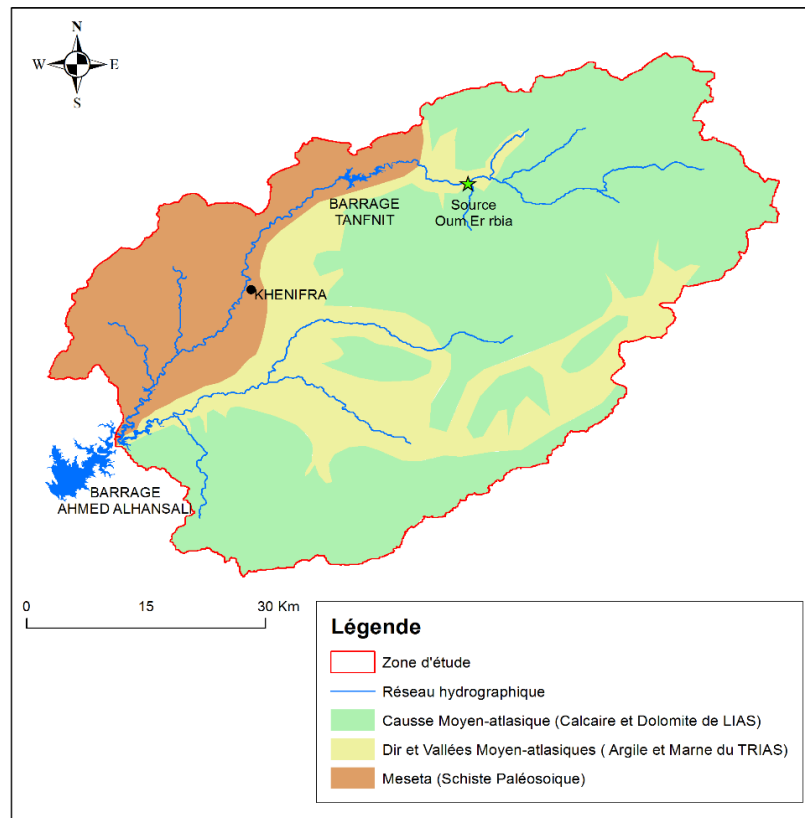 N
W E
S
BARRAGE
TANFNIT
Source
Oum Er rbia
KHENIFRA
BARRAGE
AHMED ALHANSALI
0 15 30 Km
Légende
Zone d'étude
Réseau hydrographique
Causse Moyen-atlasique (Calcaire et Dolomite de LIAS)
Dir et Vallées Moyen-atlasiques ( Argile et Marne du TRIAS)
Meseta (Schiste Paléosoique)